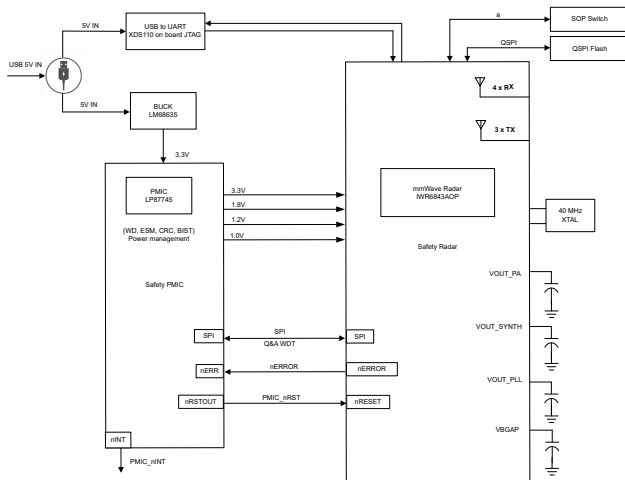 5V IN
USB to UART
XDS110 on board JTAG
a
SOP Switch
QSPI
QSPI Flash
USB 5V IN
5V IN
BUCK
LM68635
4 x RX
3 x TX
3.3V
PMIC
LP87745
(WD, ESM, CRC, BIST)
Power management
Safety PMIC
3.3V
1.8V
1.2V
1.0V
mmWave Radar
IWR6843AOP
Safety Radar
40 MHz
XTAL
VOUT_PA
VOUT_SYNTH
VOUT_PLL
VBGAP
SPI
SPI
Q&A WDT
SPI
nERR
nERROR
nERROR
nRSTOUT
PMIC_nRST
nRESET
nINT
PMIC_nINT